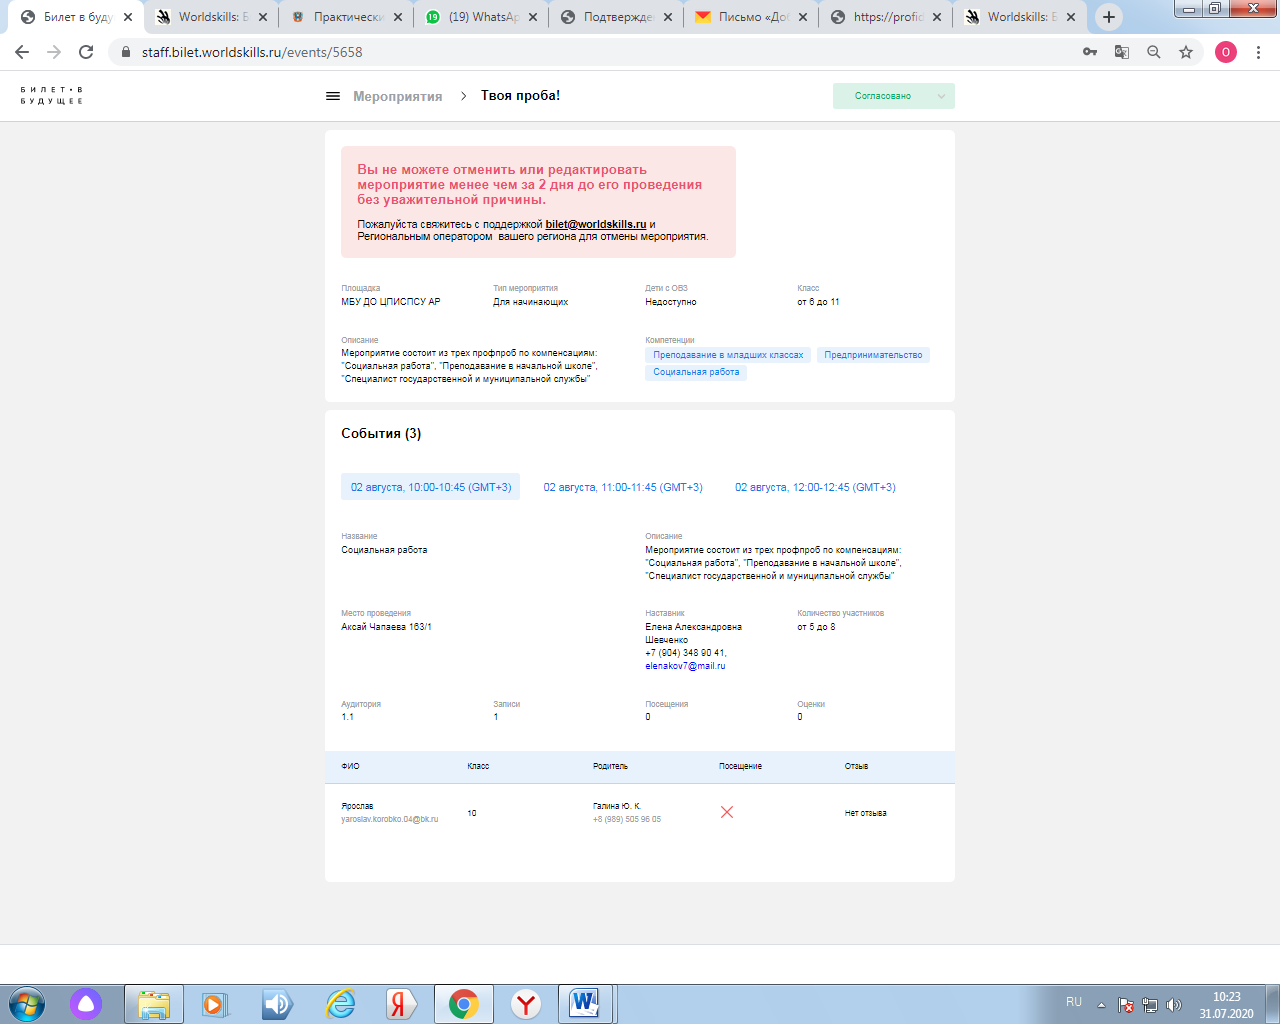 Билет в буду
Worldskills: Б
Практически
(19) WhatsAp
Подтвержде
Письмо «Доб
https://profic
Worldskills: Б
staff.bilet.worldskills.ru/events/5658
О
БИЛЕТ•В
БУДУЩЕЕ
Мероприятия > Твоя проба!
Согласовано
Вы не можете отменить или редактировать
мероприятие менее чем за 2 дня до его проведения
без уважительной причины.
Пожалуйста свяжитесь с поддержкой bilet@worldskills.ru и
Региональным оператором вашего региона для отмены мероприятия.
Площадка Тип мероприятия Дети с ОВЗ Класс
МБУ ДО ЦПИСПСУ АР Для начинающих Недоступно от 6 до 11
Описание
Мероприятие состоит из трех профпроб по компенсациям:
"Социальная работа", "Преподавание в начальной школе",
"Специалист государственной и муниципальной службы"
Компетенции
Преподавание в младших классах Предпринимательство
Социальная работа
События (3)
02 августа, 10:00-10:45 (GMT+3) 02 августа, 11:00-11:45 (GMT+3) 02 августа, 12:00-12:45 (GMT+3)
Название
Социальная работа
Описание
Мероприятие состоит из трех профпроб по компенсациям:
"Социальная работа", "Преподавание в начальной школе",
"Специалист государственной и муниципальной службы"
Место проведения
Аксай Чапаева 163/1
Наставник
Елена Александровна
Шевченко
+7 (904) 348 90 41,
elenakov7@mail.ru
Количество участников
от 5 до 8
Аудитория Записи Посещения Оценки
1.1 1 0 0
ФИО Класс Родитель Посещение Отзыв
Ярослав
yaroslav.korobko.04@bk.ru
10
Галина Ю. К.
+8 (989) 505 96 05
Нет отзыва
RU
10:23
31.07.2020